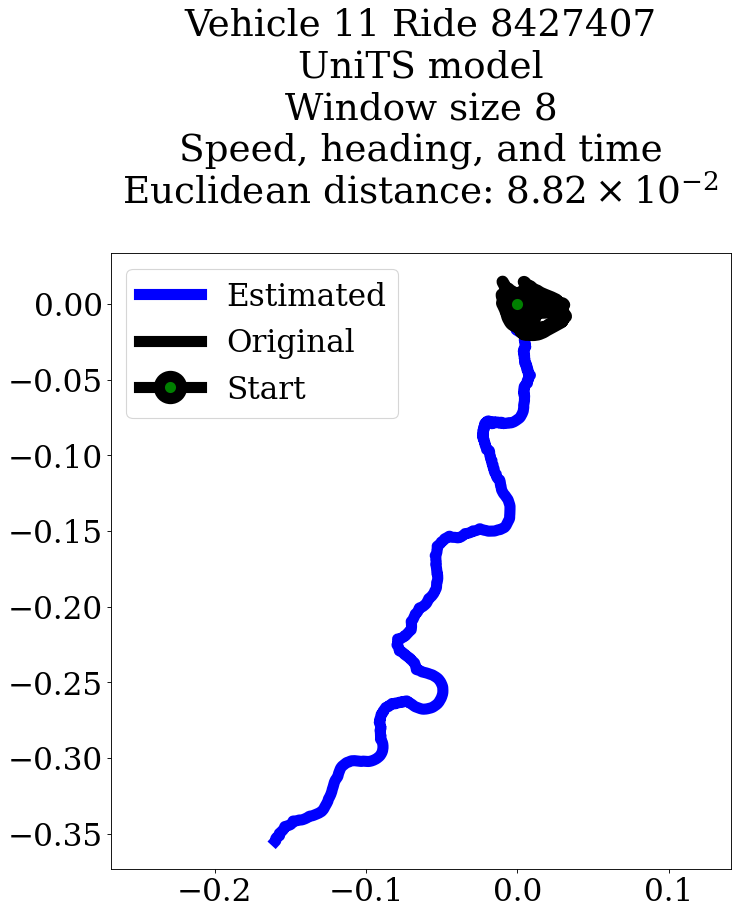 Vehicle 11 Ride 8427407
UniTS model
Window size 8
Speed, heading, and time
Euclidean distance: 8.82 × 10⁻²
Estimated
Original
Start
0.00
−0.05
−0.10
−0.15
−0.20
−0.25
−0.30
−0.35
−0.2
−0.1
0.0
0.1